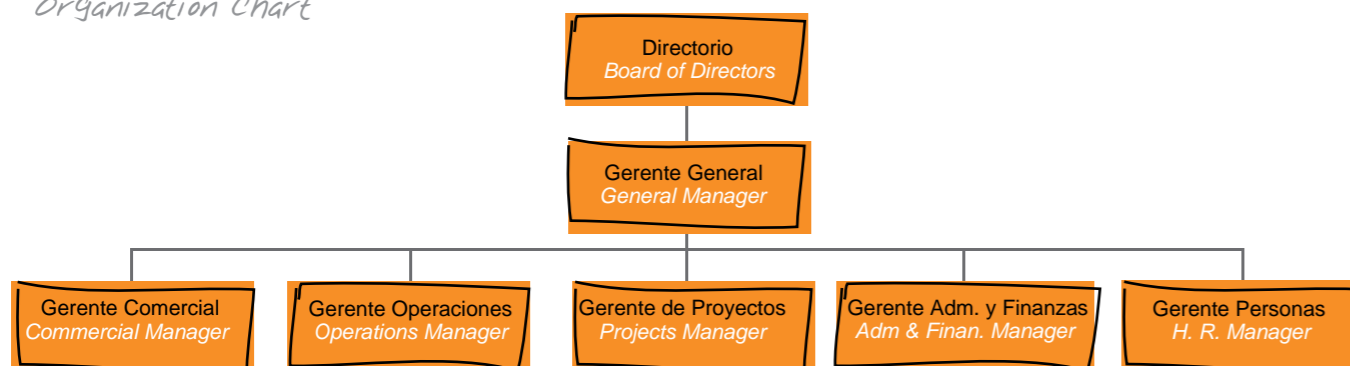 Organization Chart
Directorio
Board of Directors
Gerente General
General Manager
Gerente Comercial
Commercial Manager
Gerente Operaciones
Operations Manager
Gerente de Proyectos
Projects Manager
Gerente Adm. y Finanzas
Adm & Finan. Manager
Gerente Personas
H. R. Manager